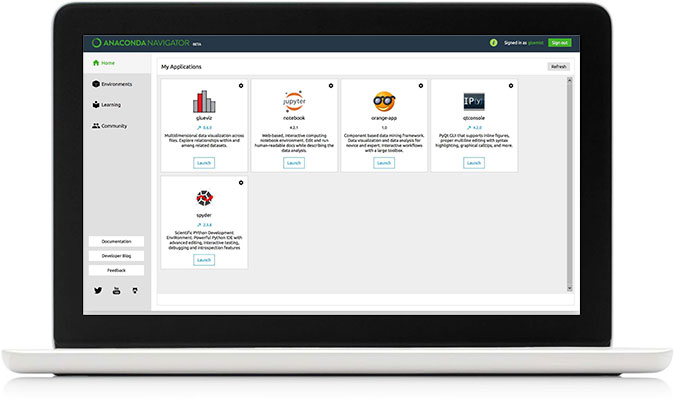 ANACONDA NAVIGATOR BETA
Signed in as
Sign out
Home
Environments
Learning
Community
Documentation
Developer Blog
Feedback
My Applications
Refresh
glueviz
0.6.0
Multidimensional data visualization across
files. Explore relationships within and
among related datasets.
Launch
jupyter
notebook
4.2.1
Web-based, interactive computing
notebook environment. Edit and run
human-readable docs while describing the
data analysis.
Launch
orange-app
1.0
Component based data mining framework.
Data visualization and data analysis for
novice and expert. Interactive workflows
with a large toolbox.
Launch
IP[y]:
qtconsole
4.2.0
PyQt GUI that supports inline figures,
proper multiline editing with syntax
highlighting, graphical calltips, and more.
Launch
spyder
2.3.8
Scientific PYthon Development
EnviRonment. Powerful Python IDE with
advanced editing, interactive testing,
debugging and introspection features
Launch